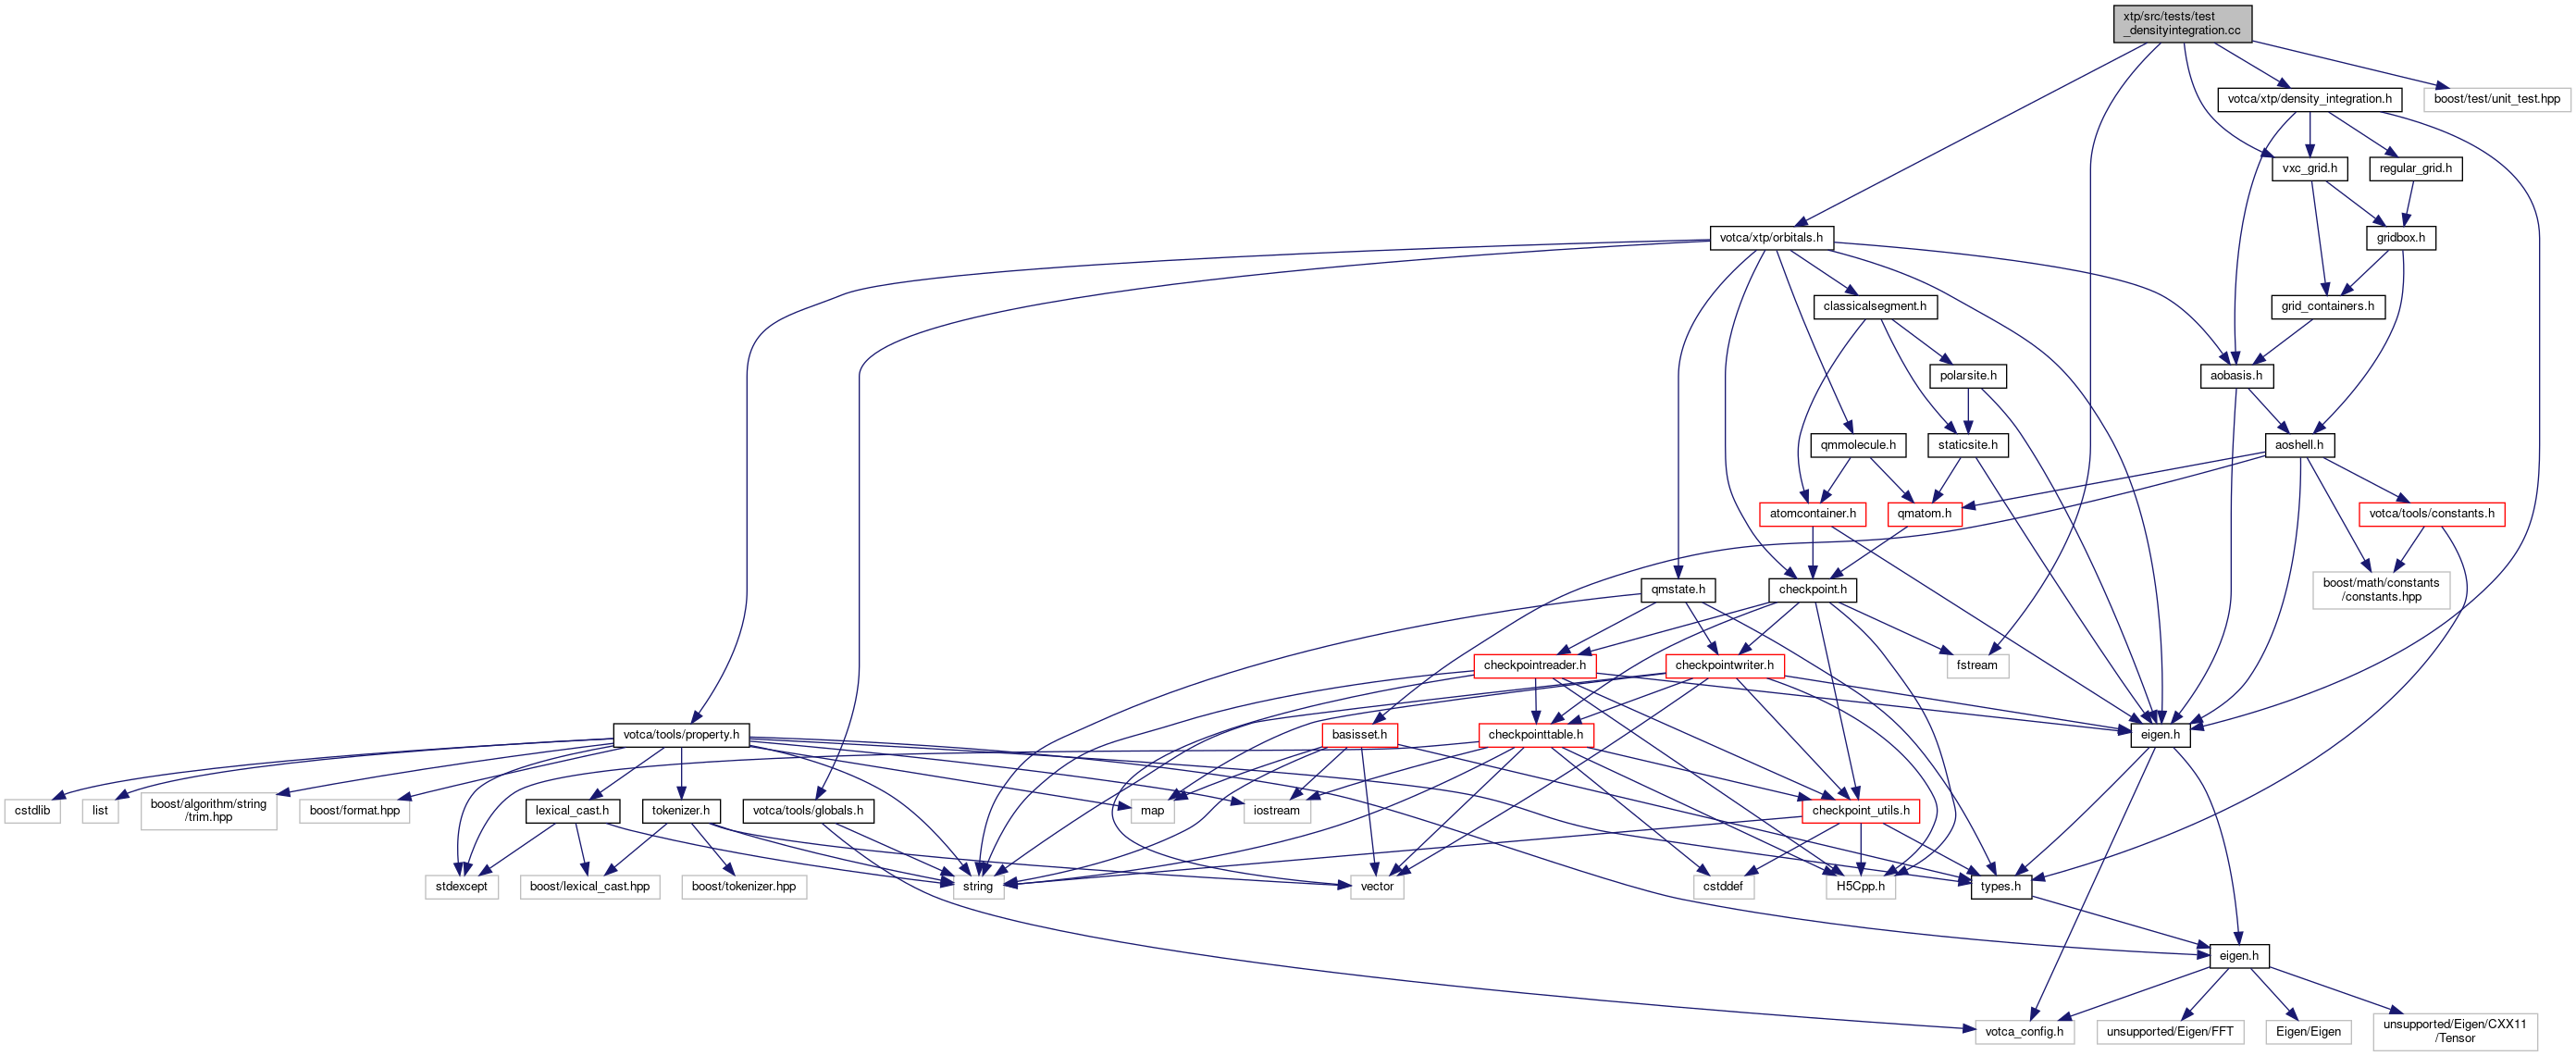 xtp/src/tests/test
_densityintegration.cc
votca/xtp/density_integration.h
boost/test/unit_test.hpp
vxc_grid.h
regular_grid.h
votca/xtp/orbitals.h
gridbox.h
classicalsegment.h
grid_containers.h
polarsite.h
aobasis.h
qmmolecule.h
staticsite.h
aoshell.h
atomcontainer.h
qmatom.h
votca/tools/constants.h
qmstate.h
checkpoint.h
boost/math/constants
/constants.hpp
checkpointreader.h
checkpointwriter.h
fstream
votca/tools/property.h
basisset.h
checkpointtable.h
eigen.h
cstdlib
list
boost/algorithm/string
/trim.hpp
boost/format.hpp
lexical_cast.h
tokenizer.h
votca/tools/globals.h
map
iostream
checkpoint_utils.h
stdexcept
boost/lexical_cast.hpp
boost/tokenizer.hpp
string
vector
cstddef
H5Cpp.h
types.h
eigen.h
votca_config.h
unsupported/Eigen/FFT
Eigen/Eigen
unsupported/Eigen/CXX11
/Tensor